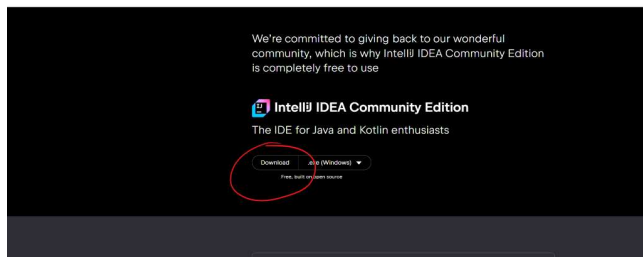 We're committed to giving back to our wonderful
community, which is why IntelliJ IDEA Community Edition
is completely free to use
IntelliJ IDEA Community Edition
The IDE for Java and Kotlin enthusiasts
Download .exe (Windows)
Free, built on open source